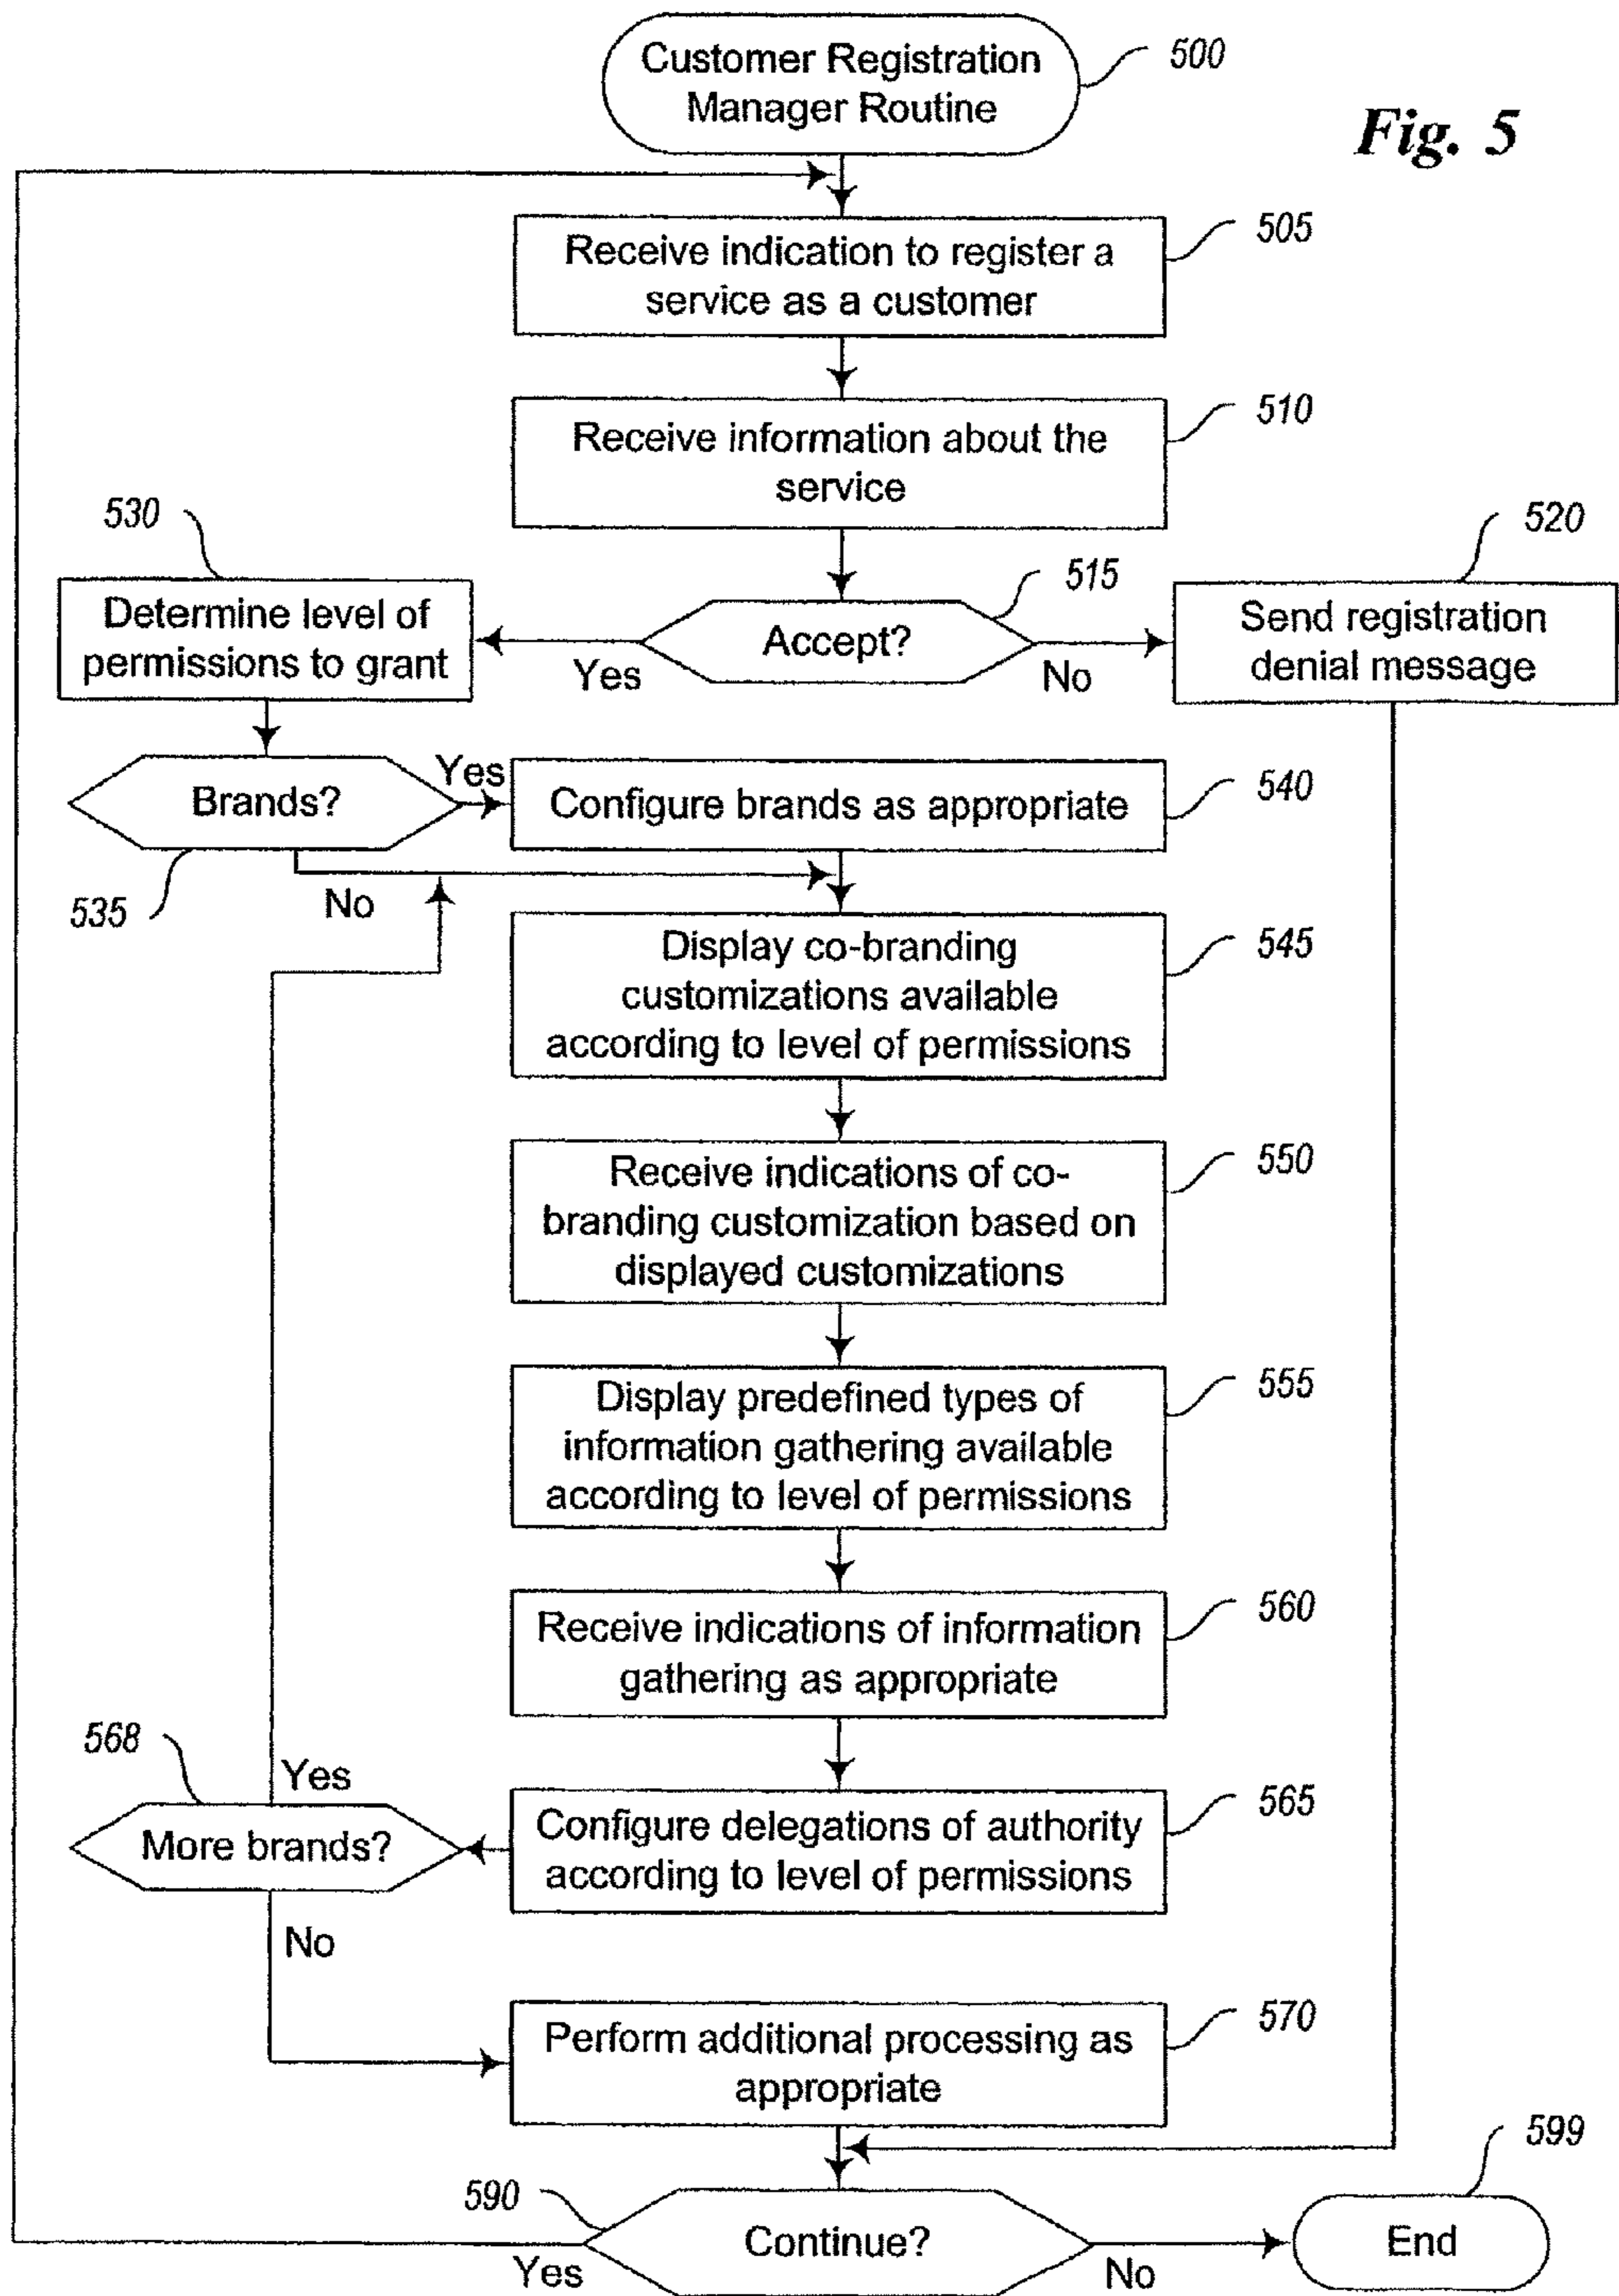 Customer Registration
Manager Routine
500
Fig. 5
Receive indication to register a
service as a customer
505
Receive information about the
service
510
530
Determine level of
permissions to grant
Accept?
515
Yes
No
520
Send registration
denial message
Brands?
535
Yes
No
Configure brands as appropriate
540
Display co-branding
customizations available
according to level of permissions
545
Receive indications of co-
branding customization based on
displayed customizations
550
Display predefined types of
information gathering available
according to level of permissions
555
Receive indications of information
gathering as appropriate
560
568
Yes
More brands?
No
Configure delegations of authority
according to level of permissions
565
Perform additional processing as
appropriate
570
590
Continue?
Yes
No
599
End